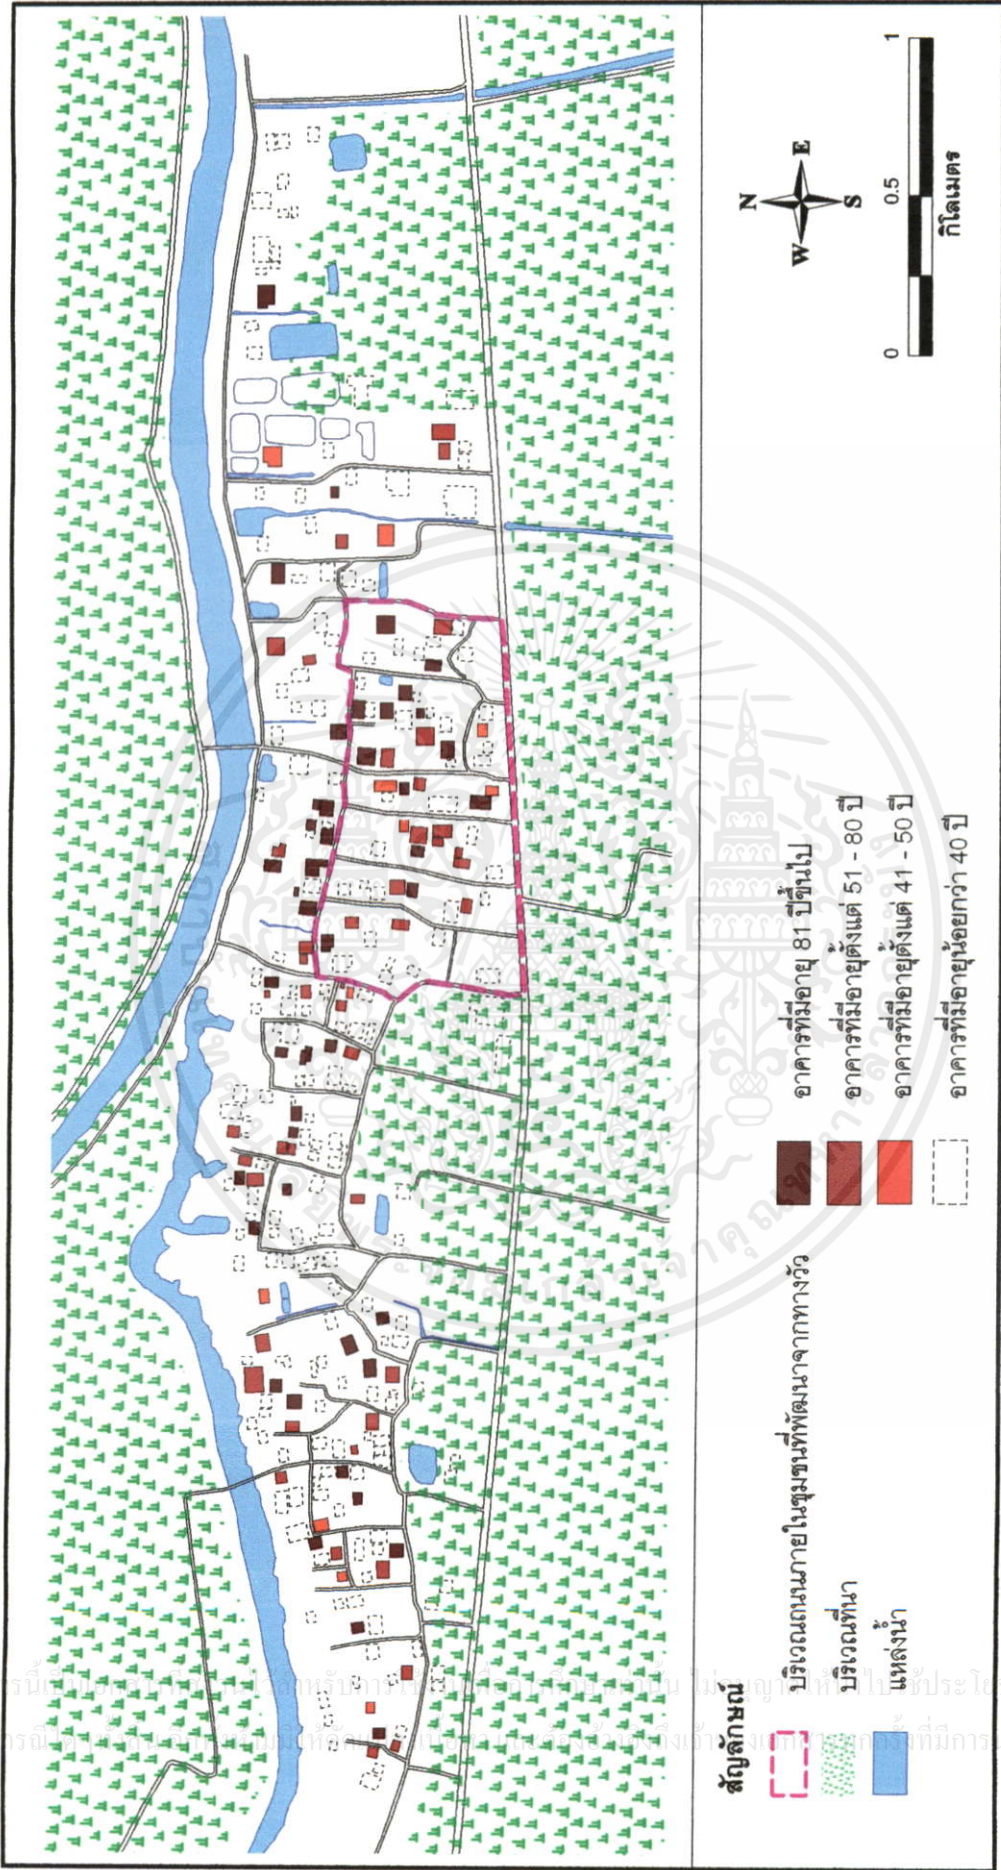 N
W
E
S
0
0.5
1
กิโลเมตร
สัญลักษณ์
บริเวณถนนภายในชุมชนที่พัฒนาจากทางวัว
บริเวณที่นา
แหล่งน้ำ
อาคารที่มีอายุ 81 ปีขึ้นไป
อาคารที่มีอายุตั้งแต่ 51 - 80 ปี
อาคารที่มีอายุตั้งแต่ 41 - 50 ปี
อาคารที่มีอายุน้อยกว่า 40 ปี